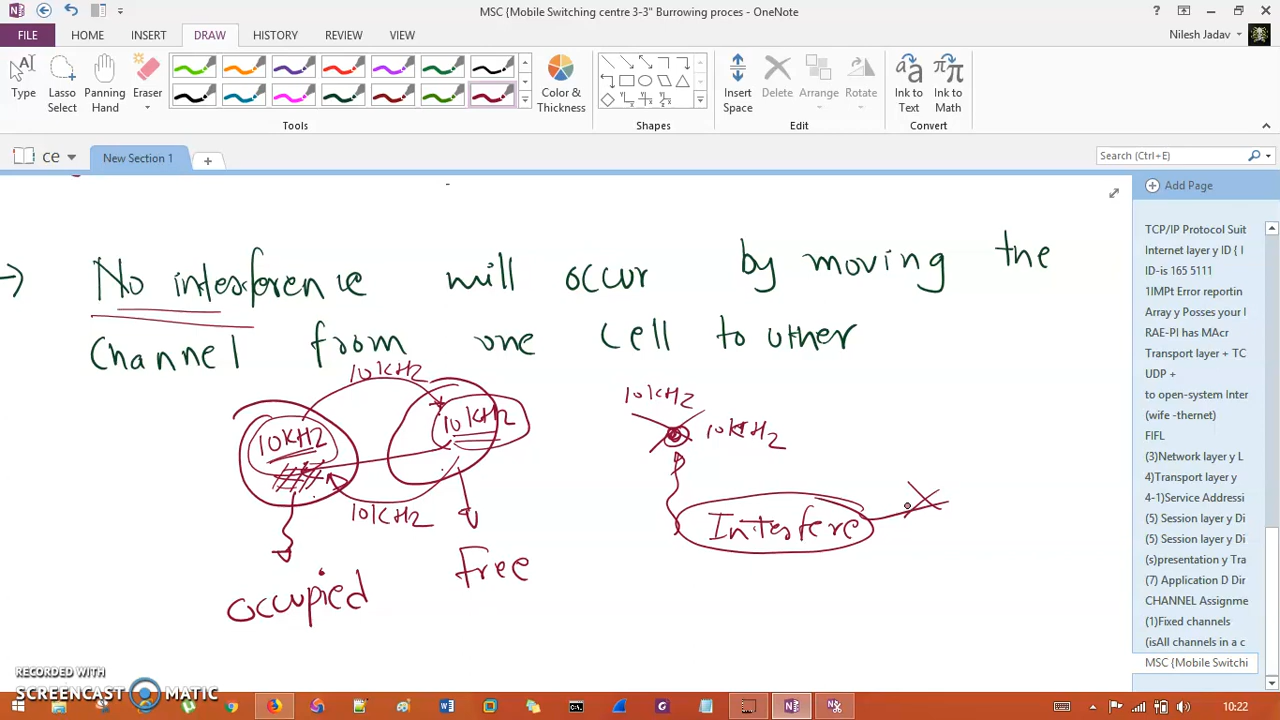 MSC {Mobile Switching centre 3-3" Burrowing proces - OneNote
FILE HOME INSERT DRAW HISTORY REVIEW VIEW
Nilesh Jadav
Type
Lasso Select
Panning Hand
Eraser
Color & Thickness
Insert Space
Delete
Arrange
Rotate
Ink to Text
Ink to Math
Tools
Shapes
Edit
Convert
ce
New Section 1
Search (Ctrl+E)
Add Page
TCP/IP Protocol Suit
Internet layer y ID { I
ID-is 165 5111
1IMPt Error reportin
Array y Posses your I
RAE-PI has MAcr
Transport layer + TC
UDP +
to open-system Inter
(wife -thernet)
FIFL
(3)Network layer y L
4)Transport layer y
4-1)Service Addressi
(5) Session layer y Di
(5) Session layer y Di
(s)presentation y Tra
(7) Application D Dir
CHANNEL Assignme
(1)Fixed channels
(isAll channels in a c
MSC {Mobile Switchi
→ No interference will occur by moving the
channel from one cell to other
10KHz
10KHz
10KHz
10KHz
occupied
Free
10KHz
10KHz
Interfere
RECORDED WITH
SCREENCAST MATIC
10:22